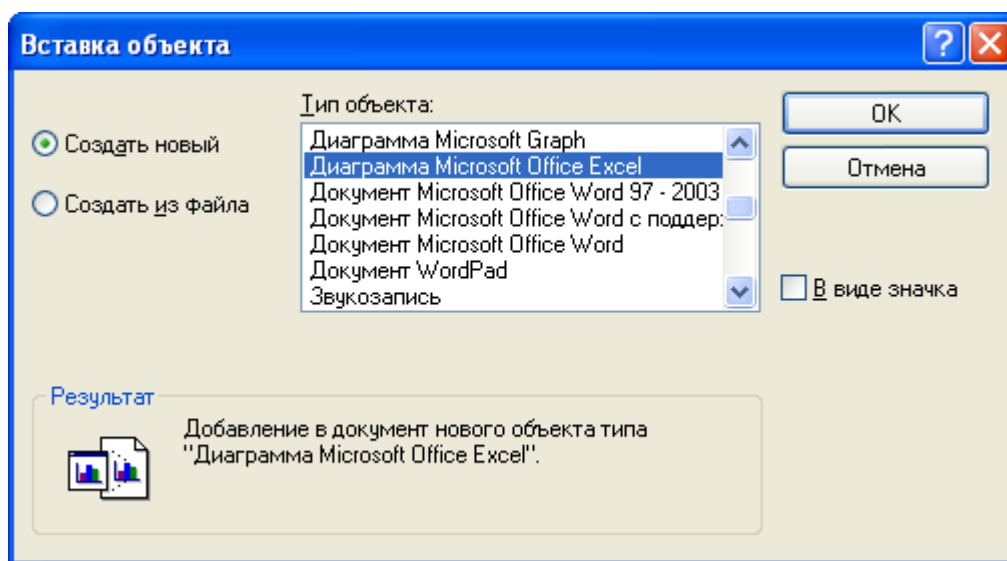 Вставка объекта
Тип объекта:
Создать новый
Создать из файла
Диаграмма Microsoft Graph
Диаграмма Microsoft Office Excel
Документ Microsoft Office Word 97 - 2003
Документ Microsoft Office Word с поддер:
Документ Microsoft Office Word
Документ WordPad
Звукозапись
OK
Отмена
В виде значка
Результат
Добавление в документ нового объекта типа
"Диаграмма Microsoft Office Excel".